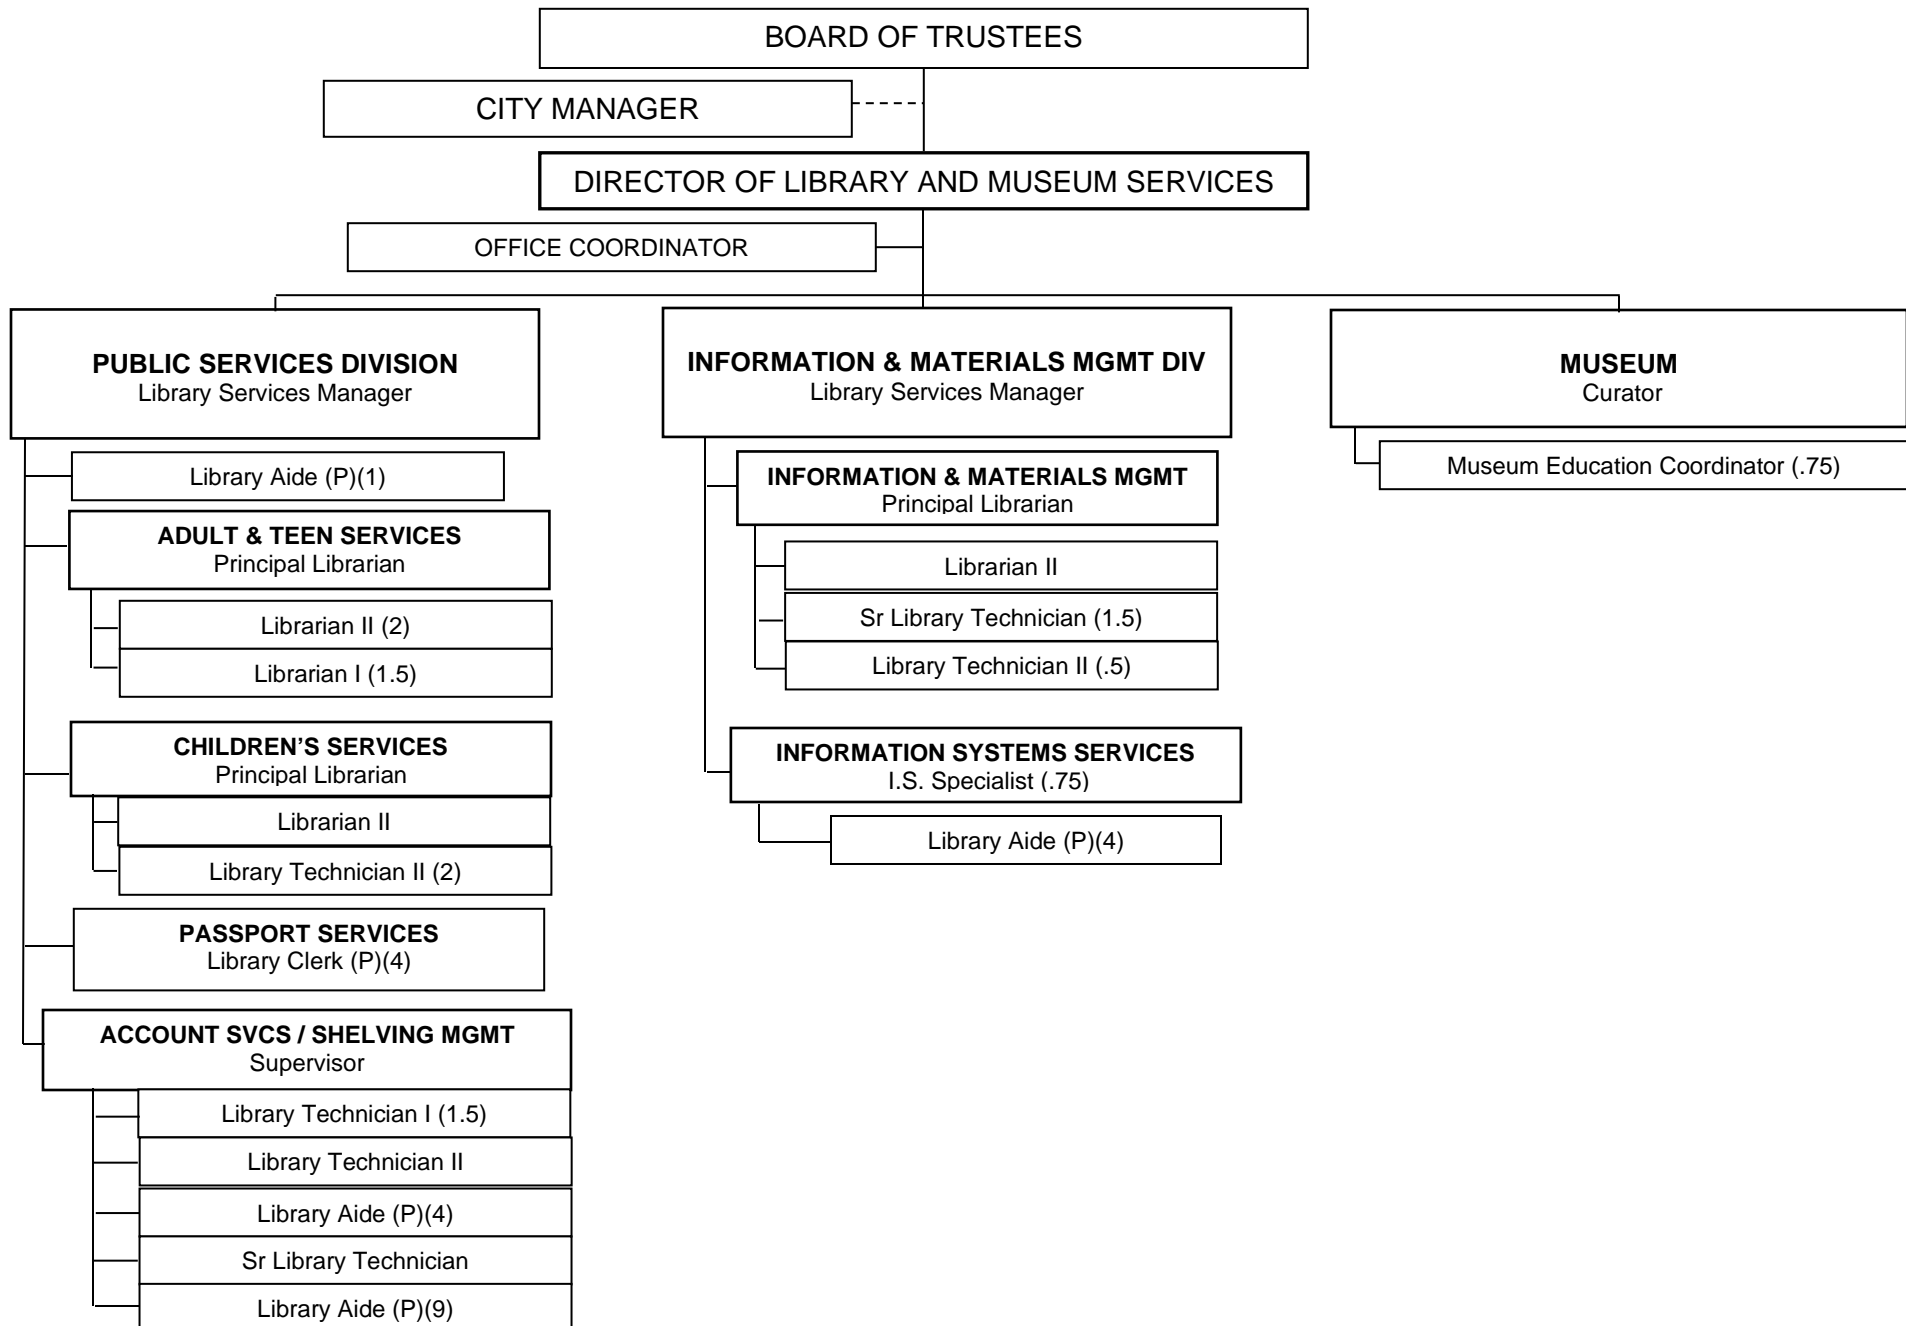 BOARD OF TRUSTEES
CITY MANAGER
DIRECTOR OF LIBRARY AND MUSEUM SERVICES
OFFICE COORDINATOR
PUBLIC SERVICES DIVISION
Library Services Manager
Library Aide (P)(1)
ADULT & TEEN SERVICES
Principal Librarian
Librarian II (2)
Librarian I (1.5)
CHILDREN’S SERVICES
Principal Librarian
Librarian II
Library Technician II (2)
PASSPORT SERVICES
Library Clerk (P)(4)
ACCOUNT SVCS / SHELVING MGMT
Supervisor
Library Technician I (1.5)
Library Technician II
Library Aide (P)(4)
Sr Library Technician
Library Aide (P)(9)
INFORMATION & MATERIALS MGMT DIV
Library Services Manager
INFORMATION & MATERIALS MGMT
Principal Librarian
Librarian II
Sr Library Technician (1.5)
Library Technician II (.5)
INFORMATION SYSTEMS SERVICES
I.S. Specialist (.75)
Library Aide (P)(4)
MUSEUM
Curator
Museum Education Coordinator (.75)